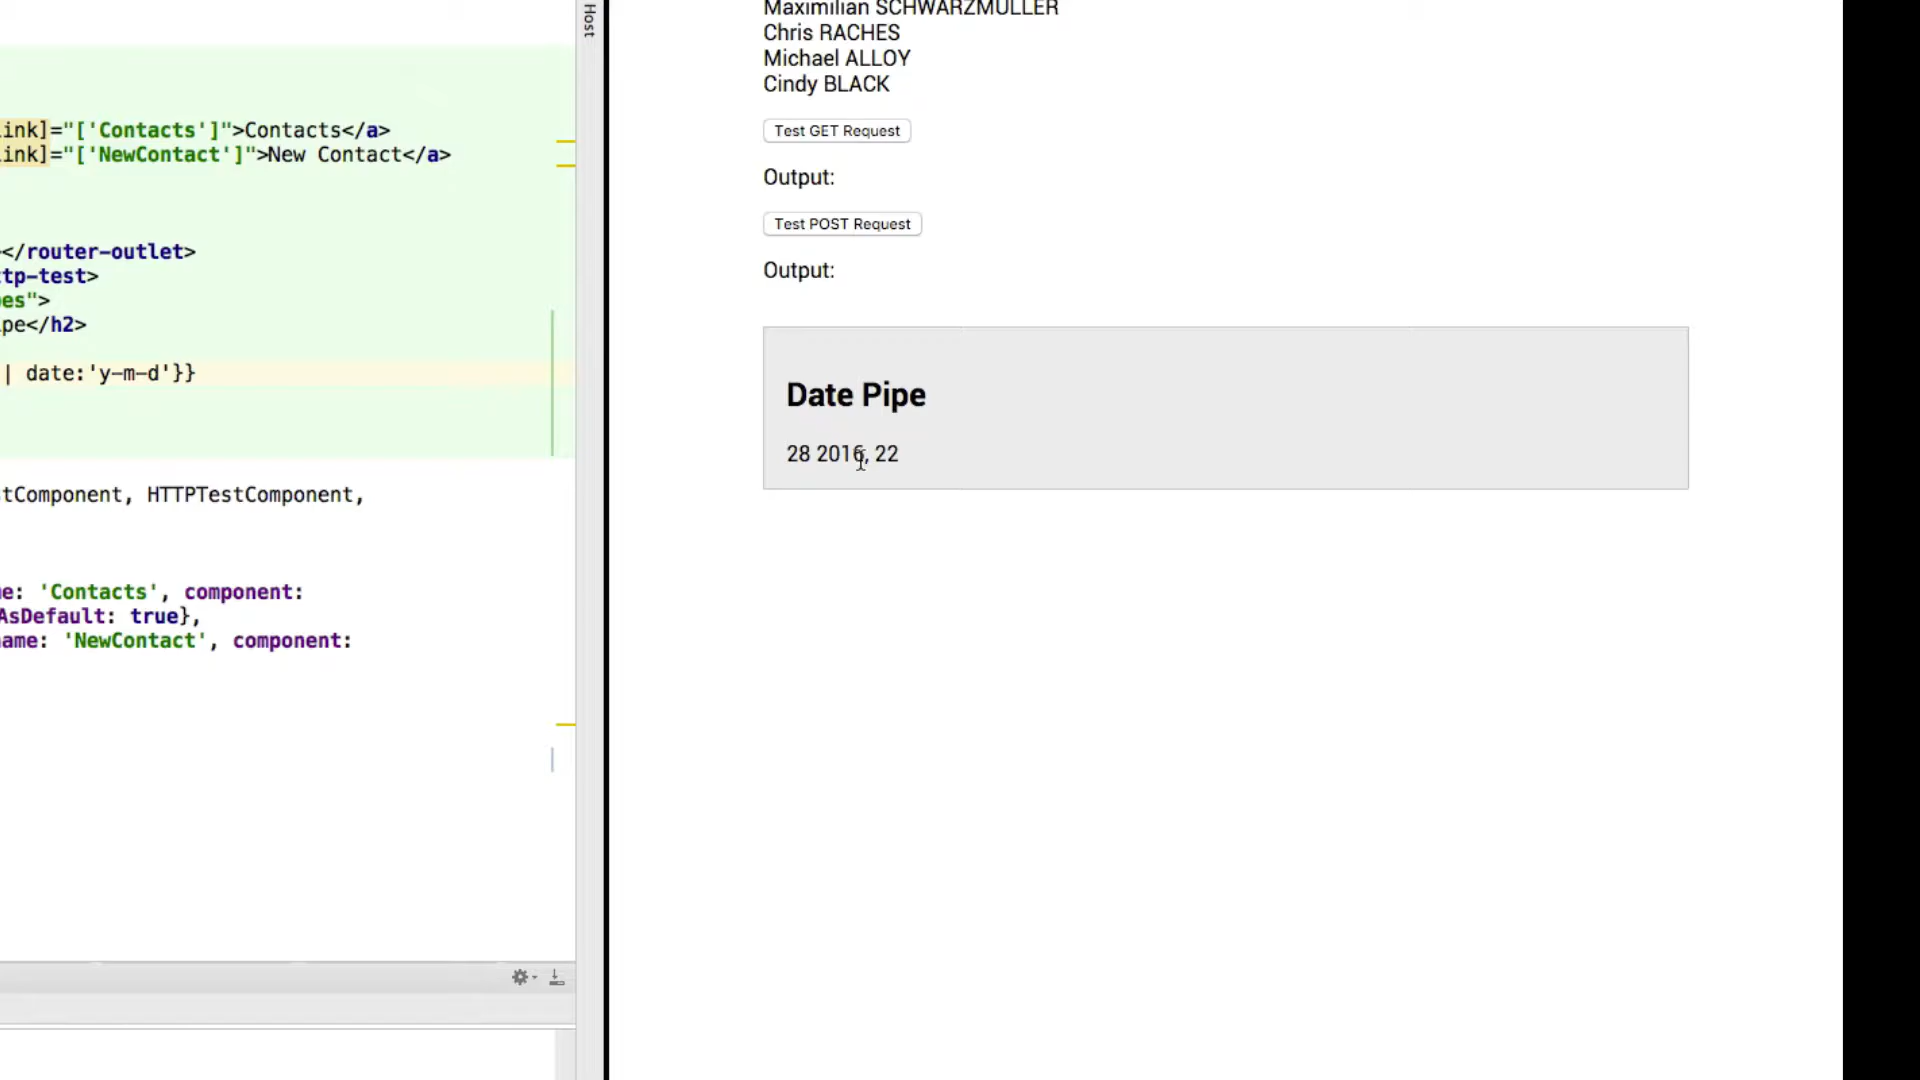 Host
ink]="['Contacts']">Contacts</a>
ink]="['NewContact']">New Contact</a>
></router-outlet>
tp-test>
es">
pe</h2>
| date:'y-m-d'}}
tComponent, HTTPTestComponent,
e: 'Contacts', component:
AsDefault: true},
ame: 'NewContact', component:
Maximilian SCHWARZMÜLLER
Chris RACHES
Michael ALLOY
Cindy BLACK
Test GET Request
Output:
Test POST Request
Output:
Date Pipe
28 2016, 22